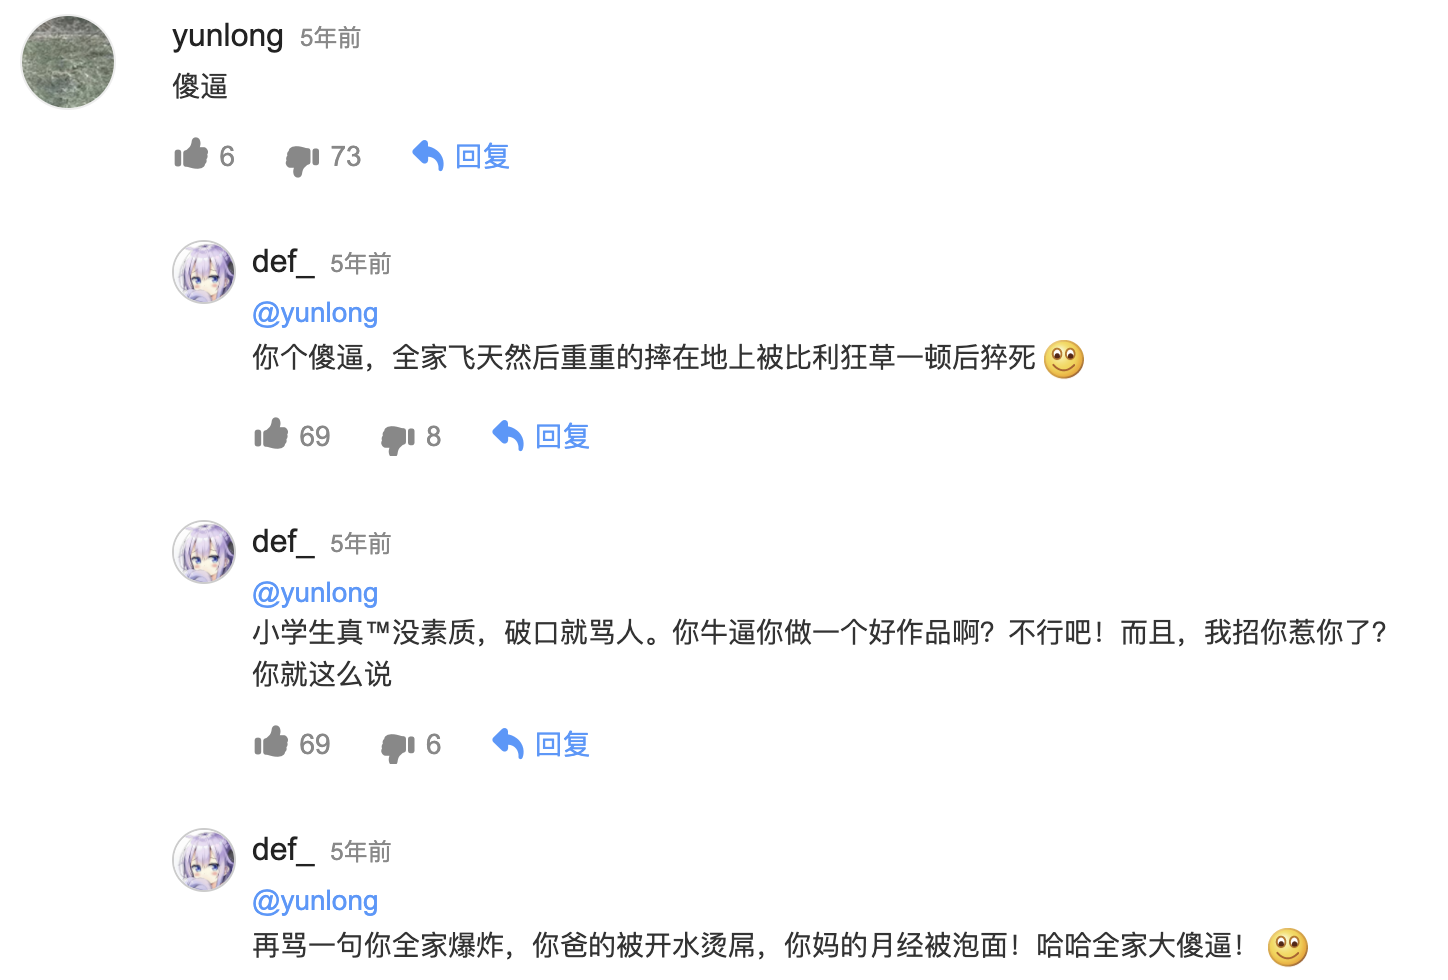 yunlong 5年前
傻逼
6 73 回复
def_ 5年前
@yunlong
你个傻逼，全家飞天然后重重的摔在地上被比利狂草一顿后猝死
69 8 回复
def_ 5年前
@yunlong
小学生真™没素质，破口就骂人。你牛逼你做一个好作品啊？不行吧！而且，我招你惹你了？
你就这么说
69 6 回复
def_ 5年前
@yunlong
再骂一句你全家爆炸，你爸的被开水烫屌，你妈的月经被泡面！哈哈全家大傻逼！